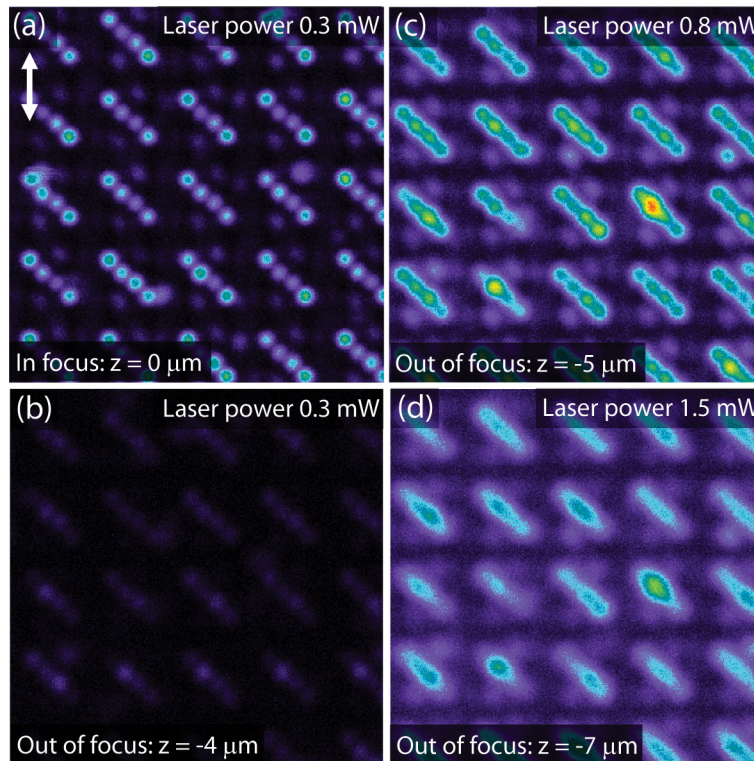 (a) Laser power 0.3 mW
In focus: z = 0 μm
(c) Laser power 0.8 mW
Out of focus: z = -5 μm
(b) Laser power 0.3 mW
Out of focus: z = -4 μm
(d) Laser power 1.5 mW
Out of focus: z = -7 μm